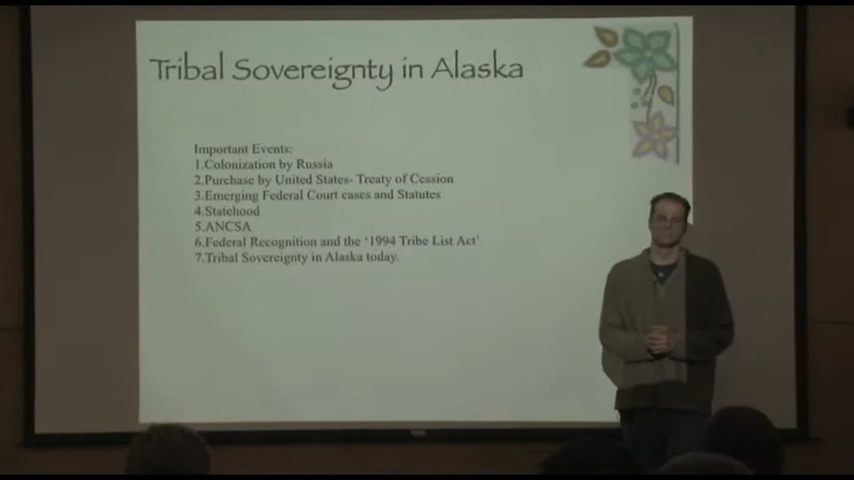 Tribal Sovereignty in Alaska
Important Events:
1.Colonization by Russia
2.Purchase by United States- Treaty of Cession
3.Emerging Federal Court cases and Statutes
4.Statehood
5.ANCSA
6.Federal Recognition and the ‘1994 Tribe List Act’
7.Tribal Sovereignty in Alaska today.